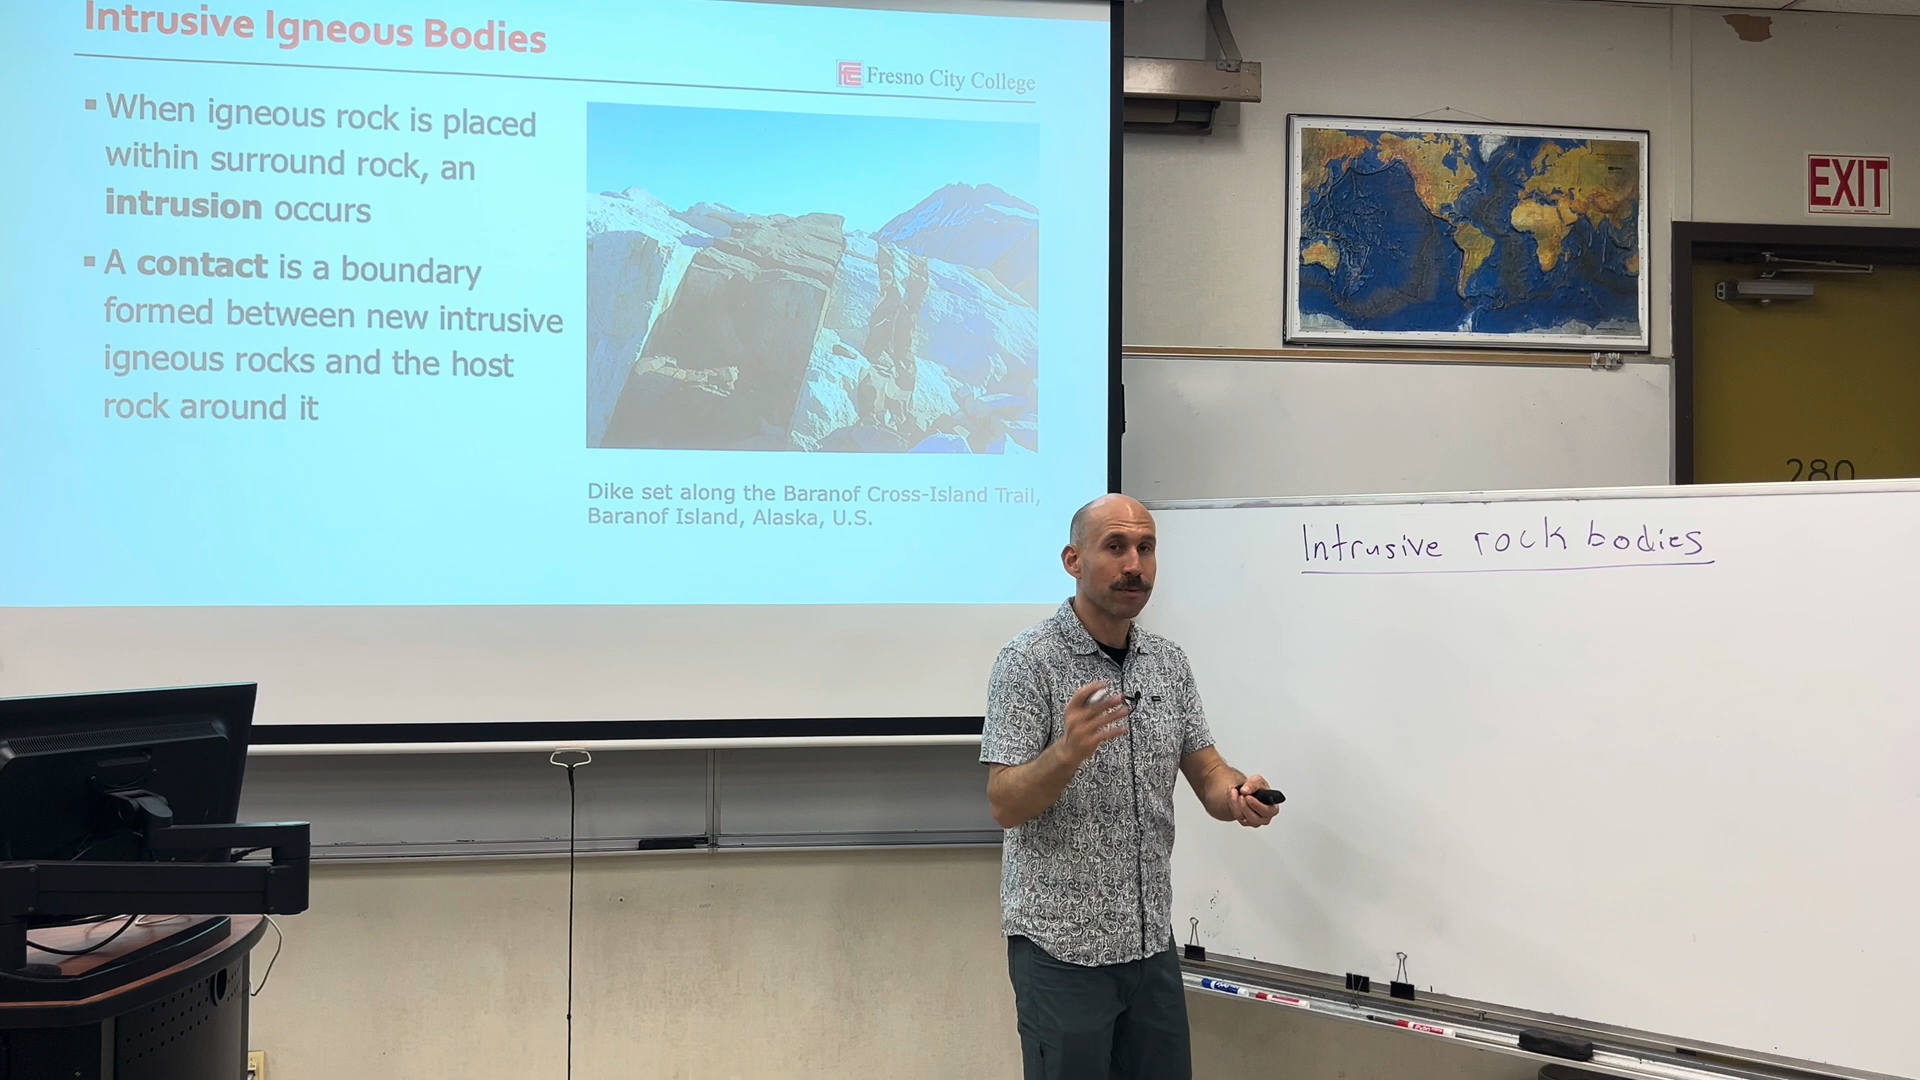 Intrusive Igneous Bodies
Fresno City College
▪ When igneous rock is placed
within surround rock, an
intrusion occurs
▪ A contact is a boundary
formed between new intrusive
igneous rocks and the host
rock around it
Dike set along the Baranof Cross-Island Trail,
Baranof Island, Alaska, U.S.
EXIT
280
Intrusive rock bodies